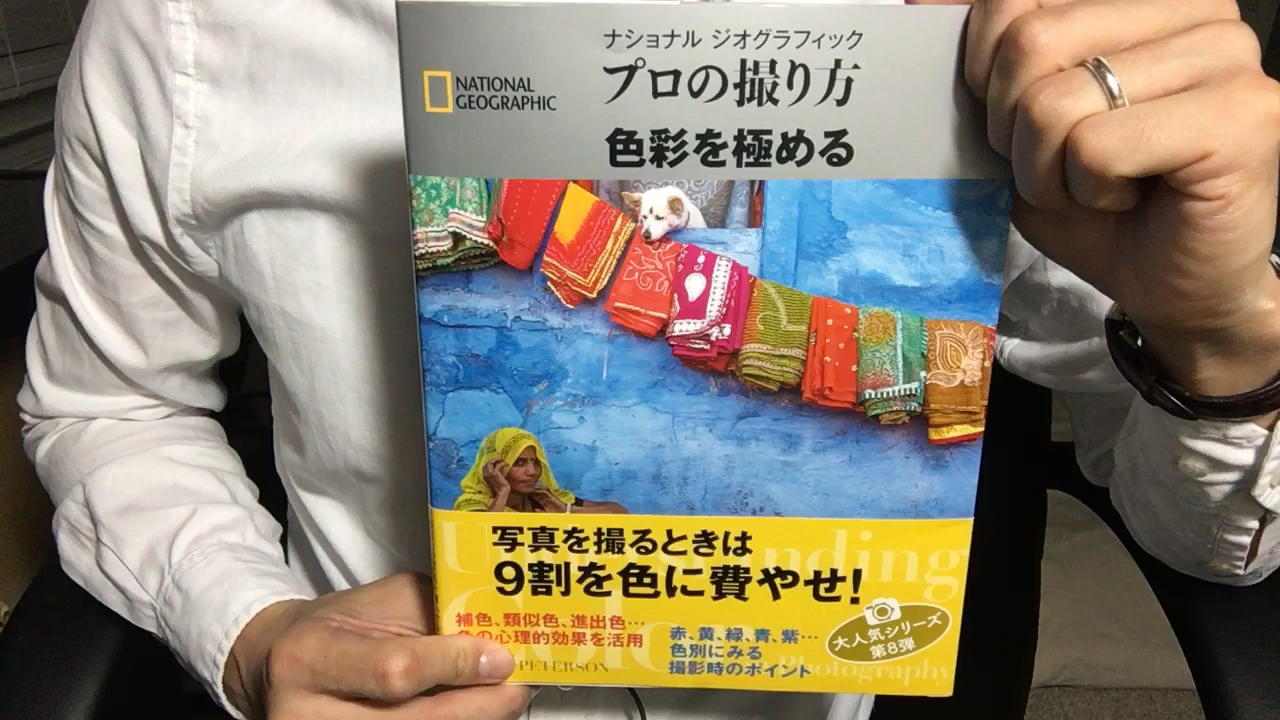 ナショナル ジオグラフィック
プロの撮り方
色彩を極める
NATIONAL
GEOGRAPHIC
写真を撮るときは
9割を色に費やせ!
補色、類似色、進出色…
色の心理的効果を活用
赤、黄、緑、青、紫…
色別にみる
撮影時のポイント
大人気シリーズ
第8弾
PETERSON
nding
Photography